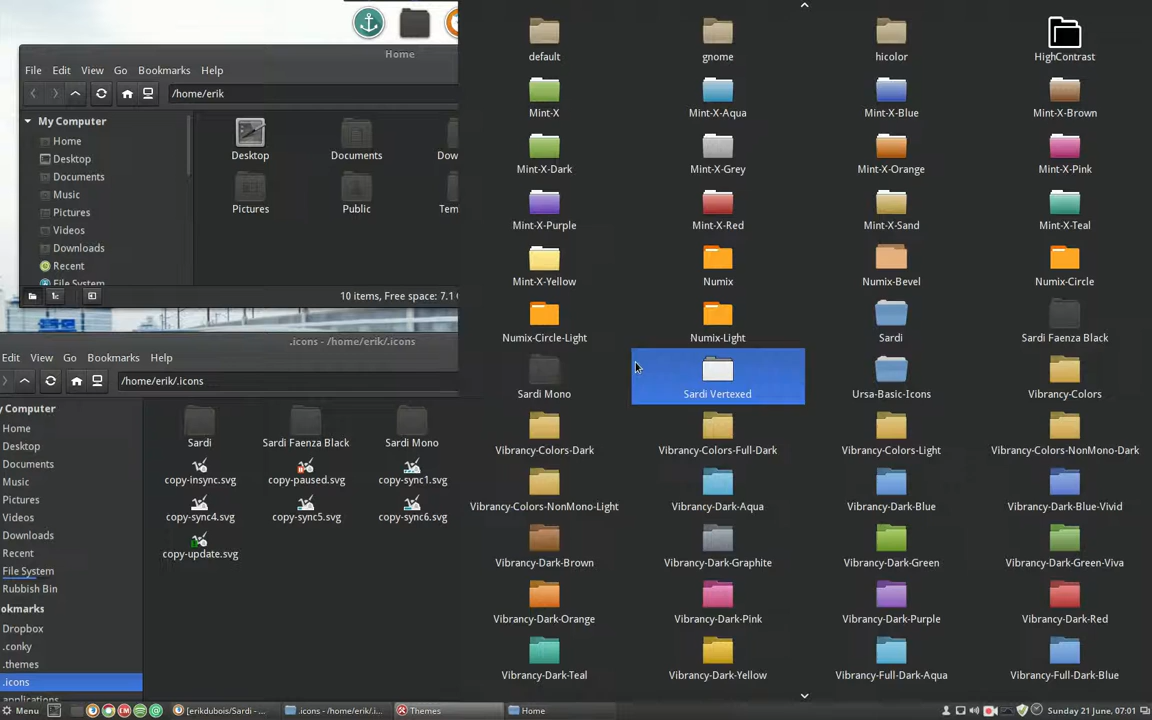 Home
File Edit View Go Bookmarks Help
/home/erik
My Computer
Home
Desktop
Documents
Music
Pictures
Videos
Downloads
Recent
File System
Desktop Documents Dow
Pictures Public Tem
10 items, Free space: 7.1
.icons - /home/erik/.icons
Edit View Go Bookmarks Help
/home/erik/.icons
y Computer
Home
Desktop
Documents
Music
Pictures
Videos
Downloads
Recent
File System
Rubbish Bin
okmarks
Dropbox
.conky
.themes
.icons
applications
Sardi Sardi Faenza Black Sardi Mono
copy-insync.svg copy-paused.svg copy-sync1.svg
copy-sync4.svg copy-sync5.svg copy-sync6.svg
copy-update.svg
default gnome hicolor HighContrast
Mint-X Mint-X-Aqua Mint-X-Blue Mint-X-Brown
Mint-X-Dark Mint-X-Grey Mint-X-Orange Mint-X-Pink
Mint-X-Purple Mint-X-Red Mint-X-Sand Mint-X-Teal
Mint-X-Yellow Numix Numix-Bevel Numix-Circle
Numix-Circle-Light Numix-Light Sardi Sardi Faenza Black
Sardi Mono Sardi Vertexed Ursa-Basic-Icons Vibrancy-Colors
Vibrancy-Colors-Dark Vibrancy-Colors-Full-Dark Vibrancy-Colors-Light Vibrancy-Colors-NonMono-Dark
Vibrancy-Colors-NonMono-Light Vibrancy-Dark-Aqua Vibrancy-Dark-Blue Vibrancy-Dark-Blue-Vivid
Vibrancy-Dark-Brown Vibrancy-Dark-Graphite Vibrancy-Dark-Green Vibrancy-Dark-Green-Viva
Vibrancy-Dark-Orange Vibrancy-Dark-Pink Vibrancy-Dark-Purple Vibrancy-Dark-Red
Vibrancy-Dark-Teal Vibrancy-Dark-Yellow Vibrancy-Full-Dark-Aqua Vibrancy-Full-Dark-Blue
Menu [erikdubois/Sardi - ... .icons - /home/erik/.i... Themes Home Sunday 21 June, 07:01